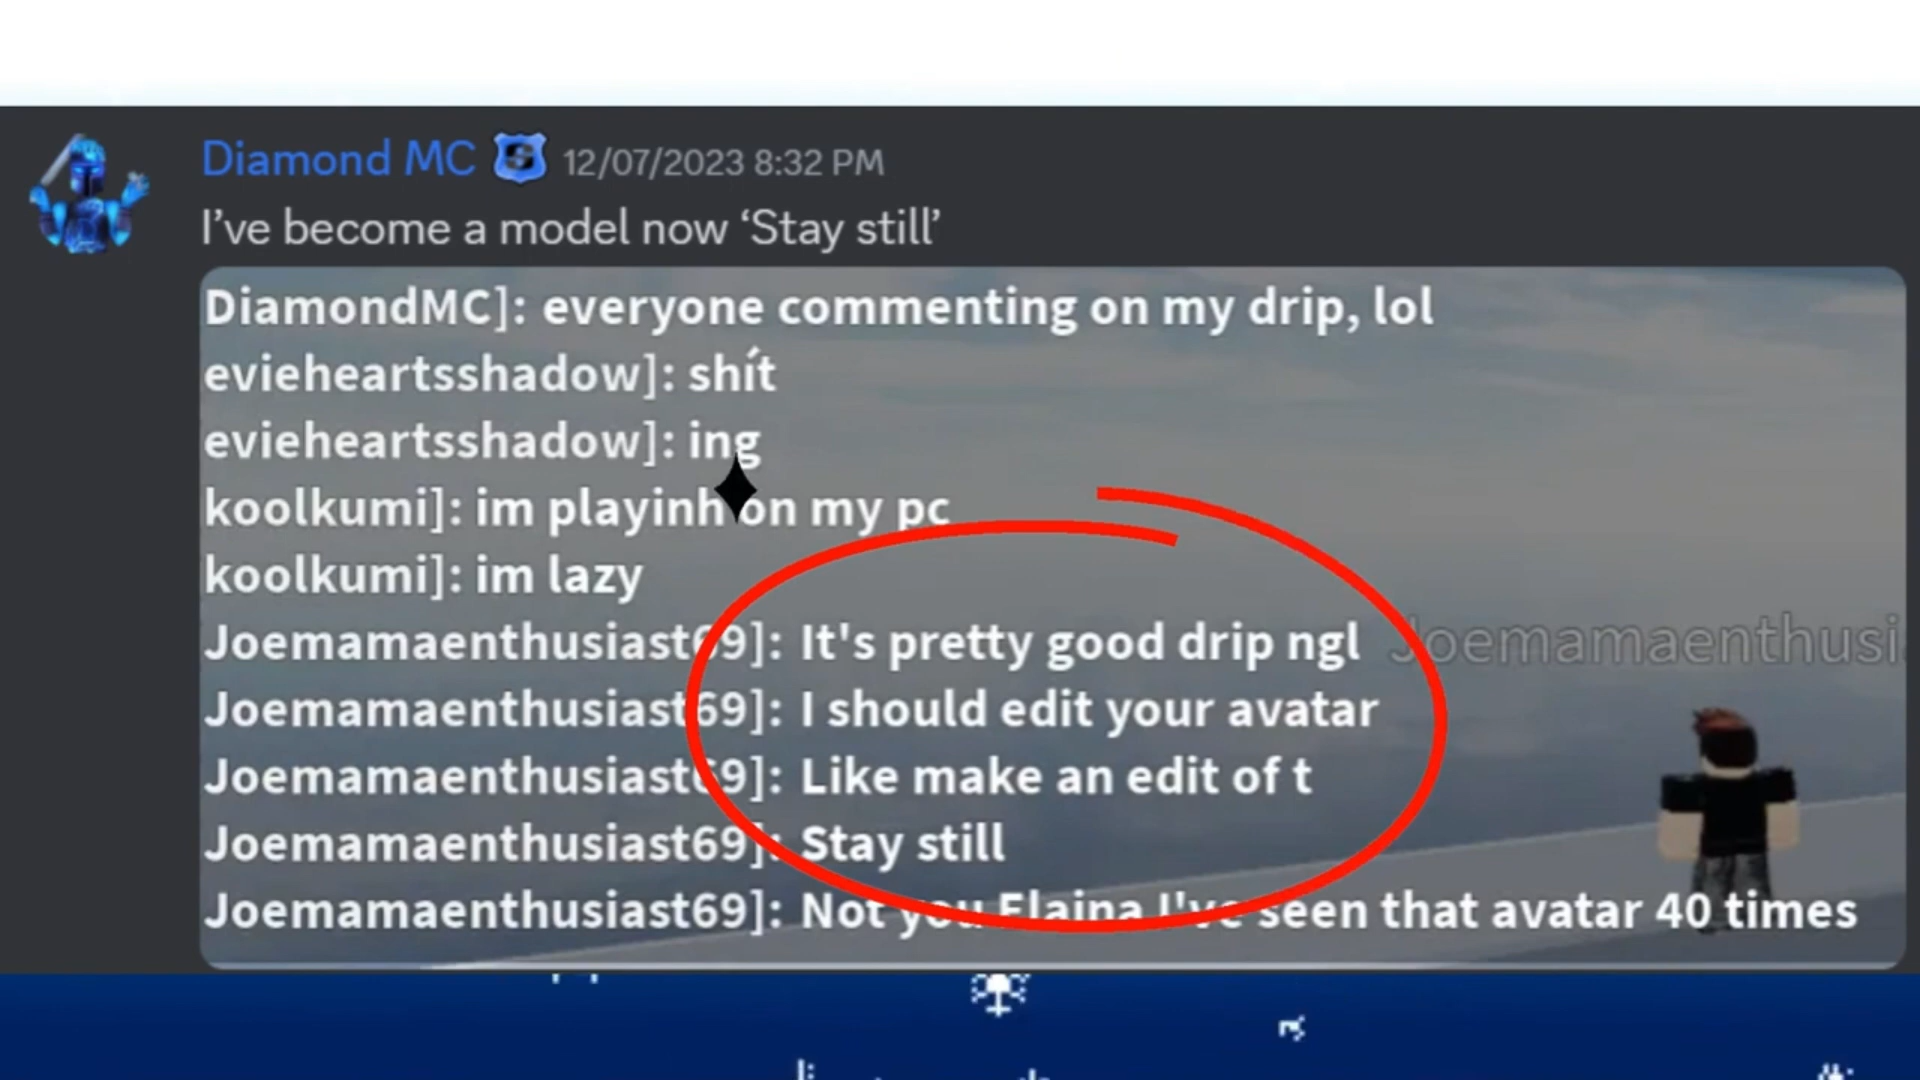 Diamond MC 12/07/2023 8:32 PM
I've become a model now ‘Stay still’
DiamondMC]: everyone commenting on my drip, lol
evieheartsshadow]: shít
evieheartsshadow]: ing
koolkumi]: im playinh on my pc
koolkumi]: im lazy
Joemamaenthusiast69]: It's pretty good drip ngl
Joemamaenthusi
Joemamaenthusiast69]: I should edit your avatar
Joemamaenthusiast69]: Like make an edit of t
Joemamaenthusiast69]: Stay still
Joemamaenthusiast69]: Not you Elaina I've seen that avatar 40 times